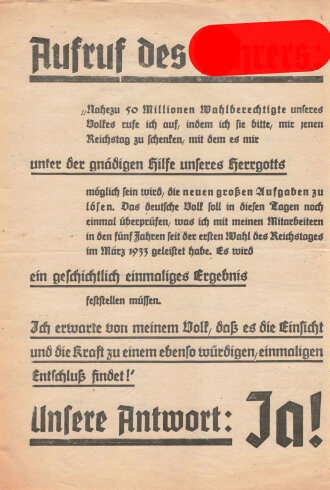 Aufruf des
„Nahezu 50 Millionen Wahlberechtigte unseres
Volkes rufe ich auf, indem ich sie bitte, mir jenen
Reichstag zu schenken, mit dem es mir
unter der gnädigen Hilfe unseres Herrgotts
möglich sein wird, die neuen großen Aufgaben zu
lösen. Das deutsche Volk soll in diesen Tagen noch
einmal überprüfen, was ich mit meinen Mitarbeitern
in den fünf Jahren seit der ersten Wahl des Reichstages
im März 1933 geleistet habe. Es wird
ein geschichtlich einmaliges Ergebnis
feststellen müssen.
Ich erwarte von meinem Volk, daß es die Einsicht
und die Kraft zu einem ebenso würdigen, einmaligen
Entschluß findet!‘
Unsere Antwort: Ja!